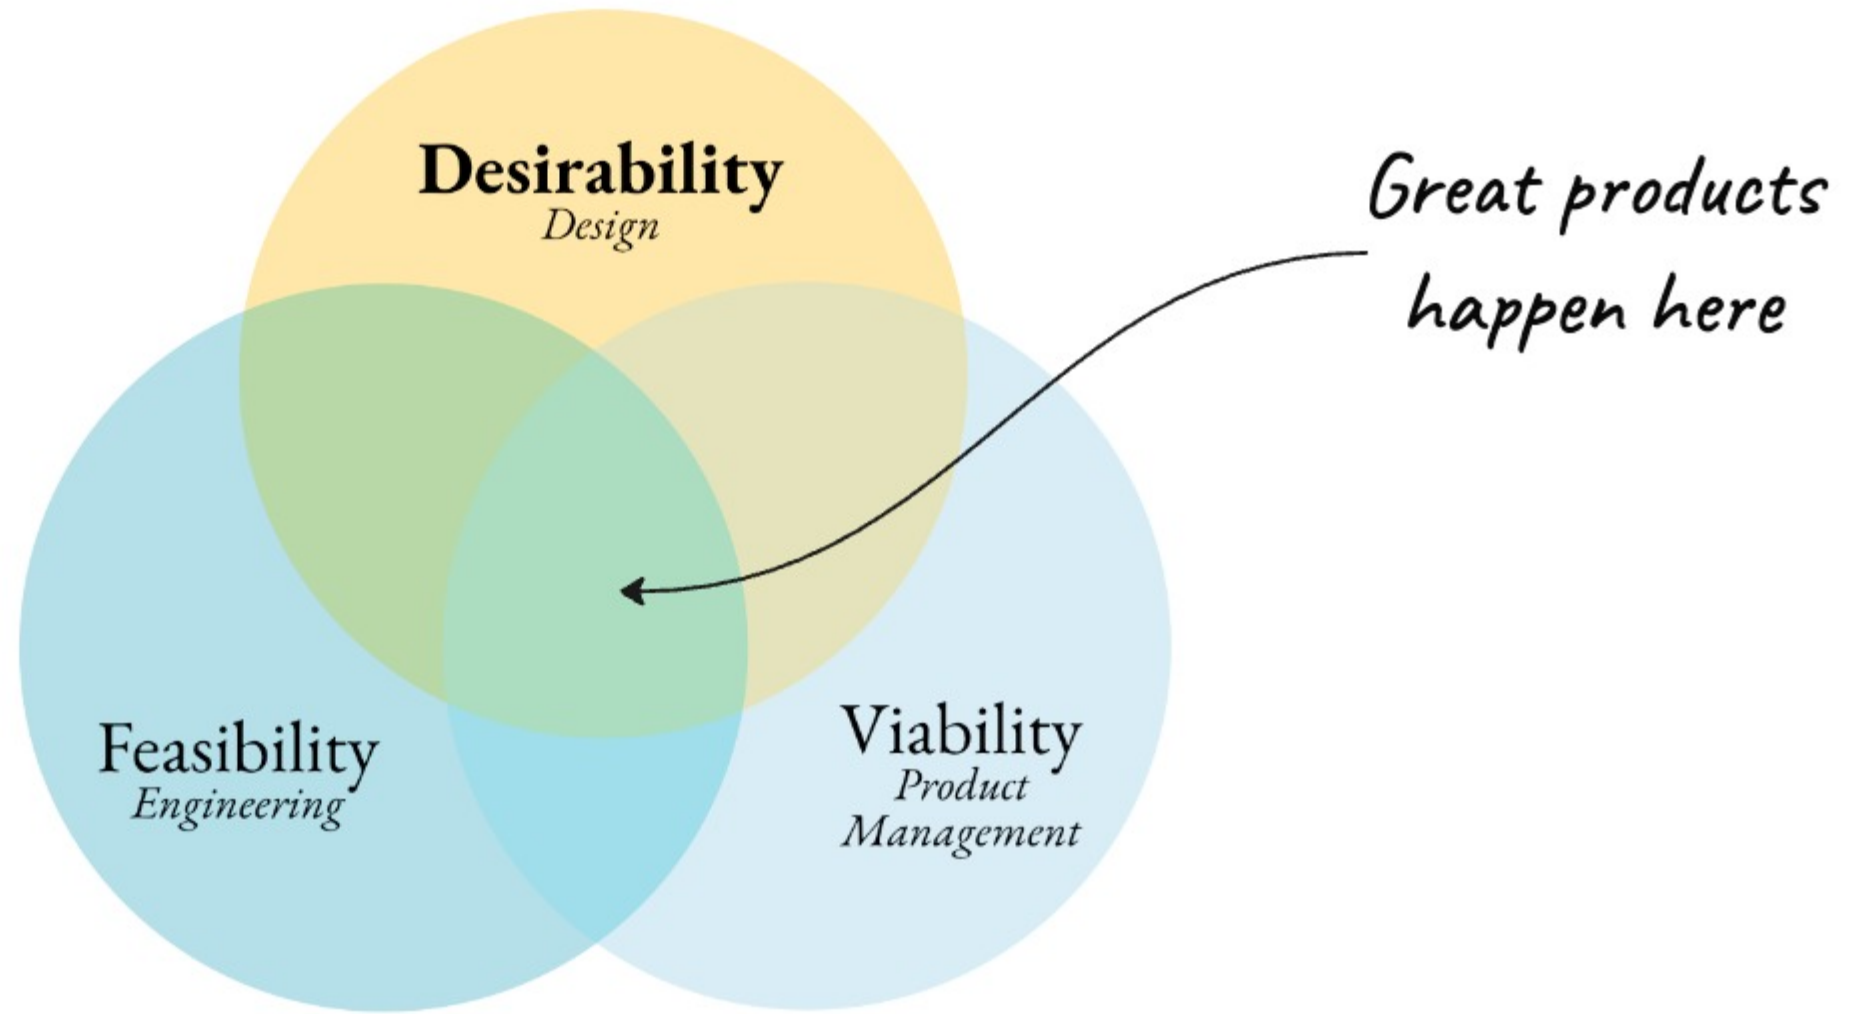 Desirability
Design
Great products
happen here
Feasibility
Engineering
Viability
Product
Management